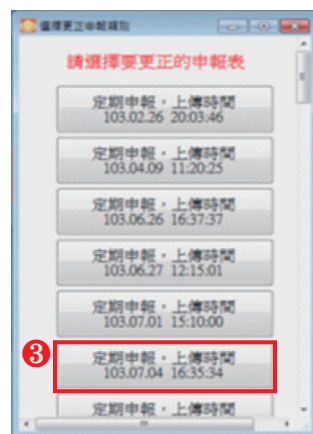 選擇更正申報類別
請選擇要更正的申報表
定期申報，上傳時間
103.02.26 20:03:46
定期申報，上傳時間
103.04.09 11:20:25
定期申報，上傳時間
103.06.26 16:37:37
定期申報，上傳時間
103.06.27 12:15:01
定期申報，上傳時間
103.07.01 15:10:00
❸
定期申報，上傳時間
103.07.04 16:35:34
定期申報，上傳時間